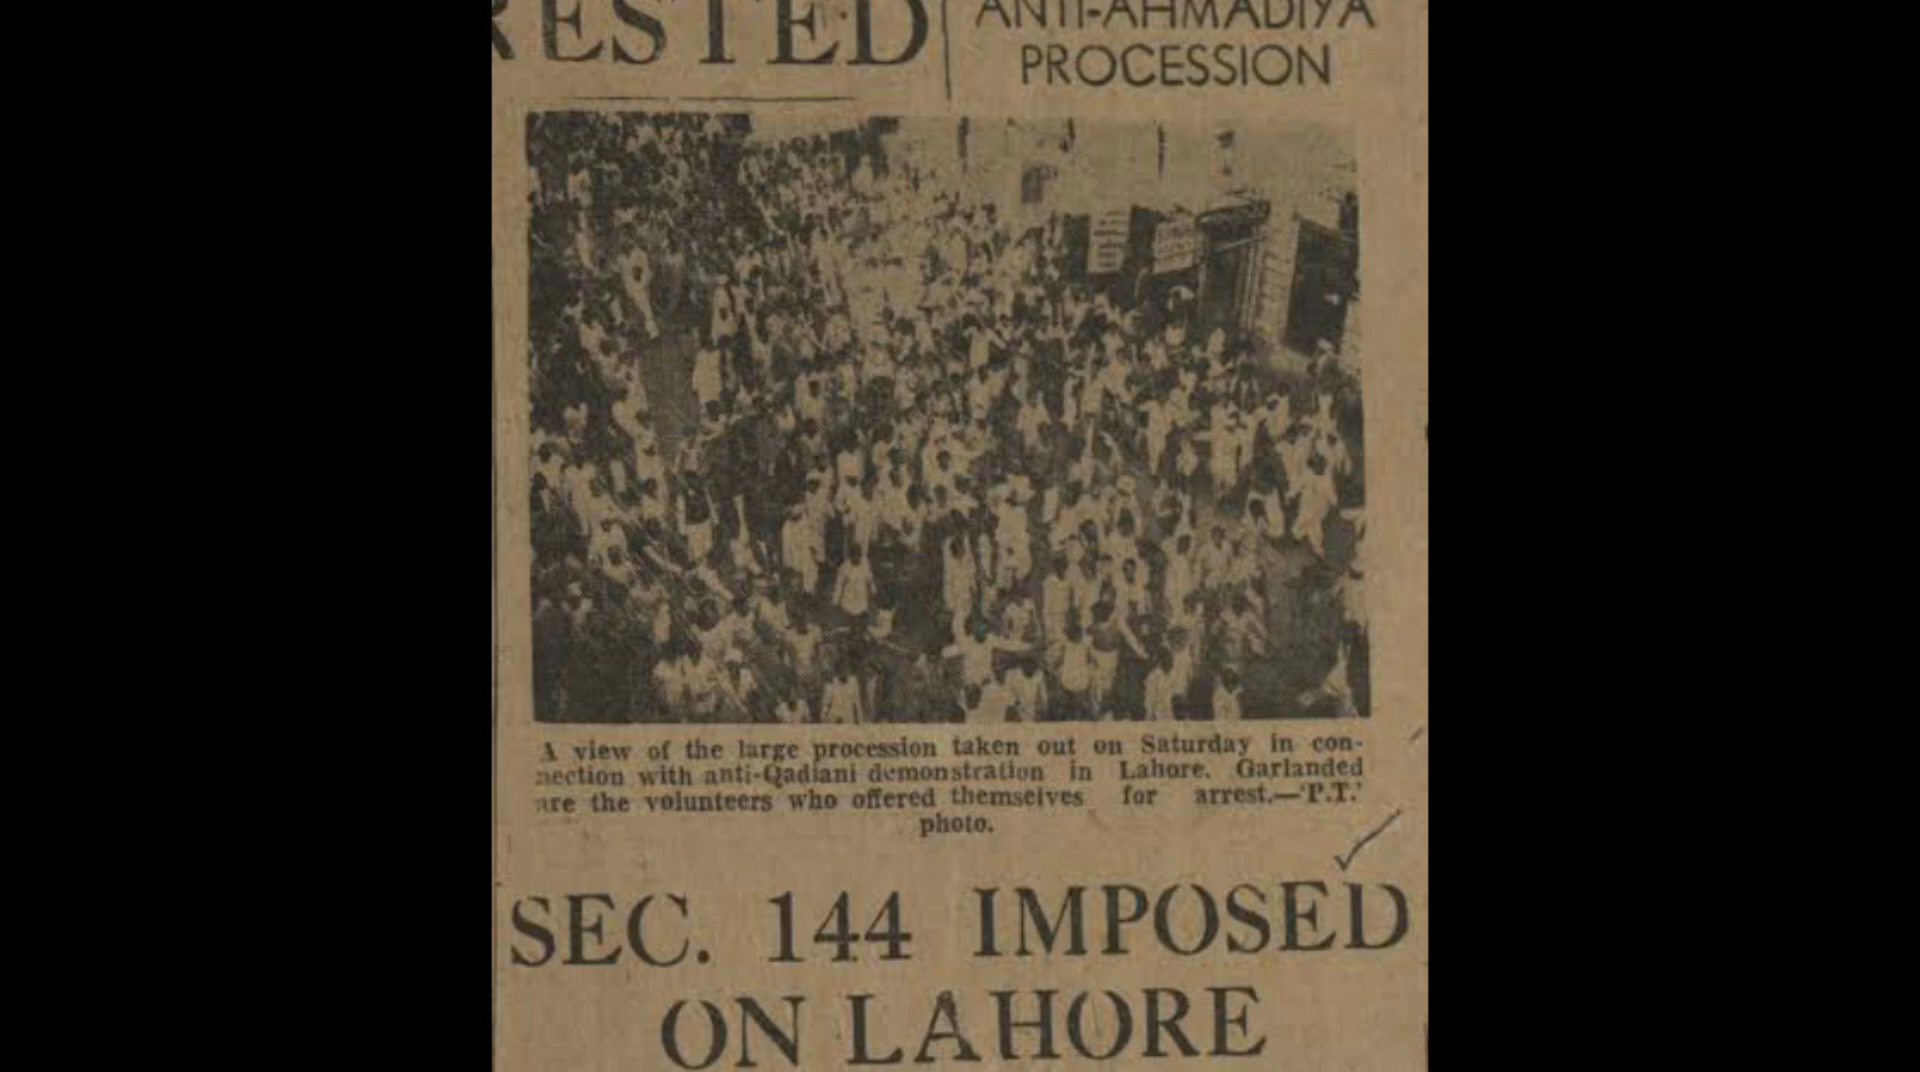 RESTED
ANTI-AHMADIYA
PROCESSION
A view of the large procession taken out on Saturday in con-
nection with anti-Qadiani demonstration in Lahore. Garlanded
are the volunteers who offered themselves for arrest.—'P.T.'
photo.
SEC. 144 IMPOSED
ON LAHORE